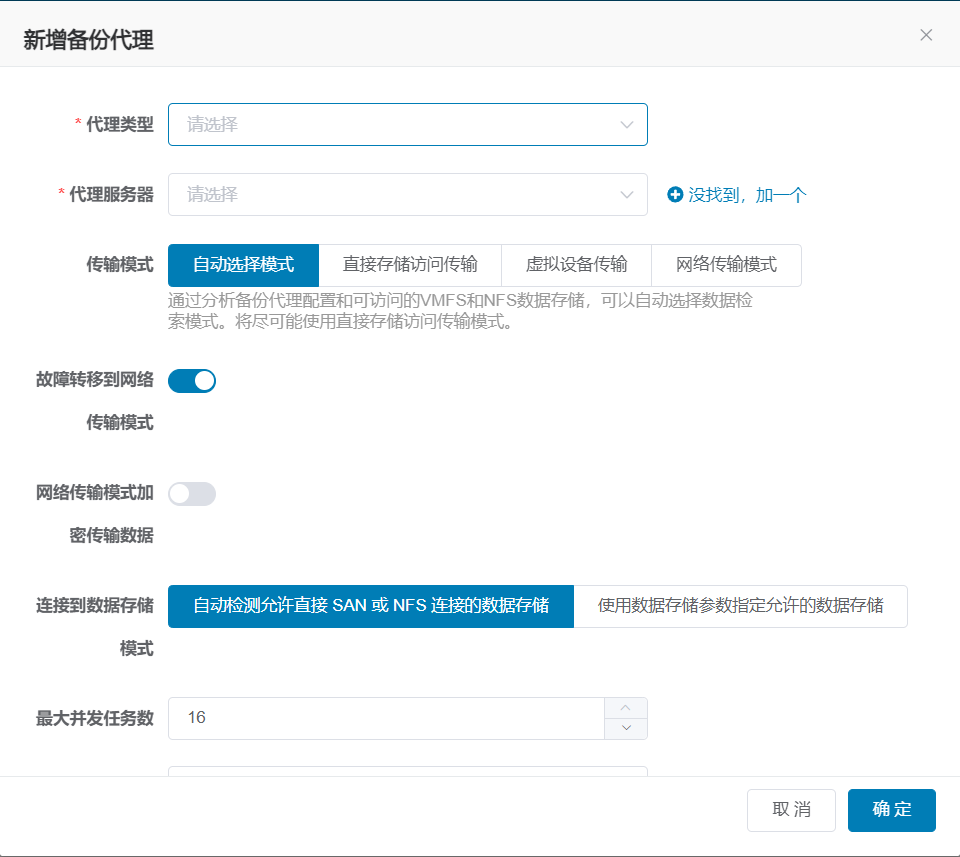 新增备份代理
* 代理类型 请选择
* 代理服务器 请选择 没找到，加一个
传输模式 自动选择模式 直接存储访问传输 虚拟设备传输 网络传输模式
通过分析备份代理配置和可访问的VMFS和NFS数据存储，可以自动选择数据检
索模式。将尽可能使用直接存储访问传输模式。
故障转移到网络
传输模式
网络传输模式加
密传输数据
连接到数据存储 自动检测允许直接 SAN 或 NFS 连接的数据存储 使用数据存储参数指定允许的数据存储
模式
最大并发任务数 16
取 消 确 定